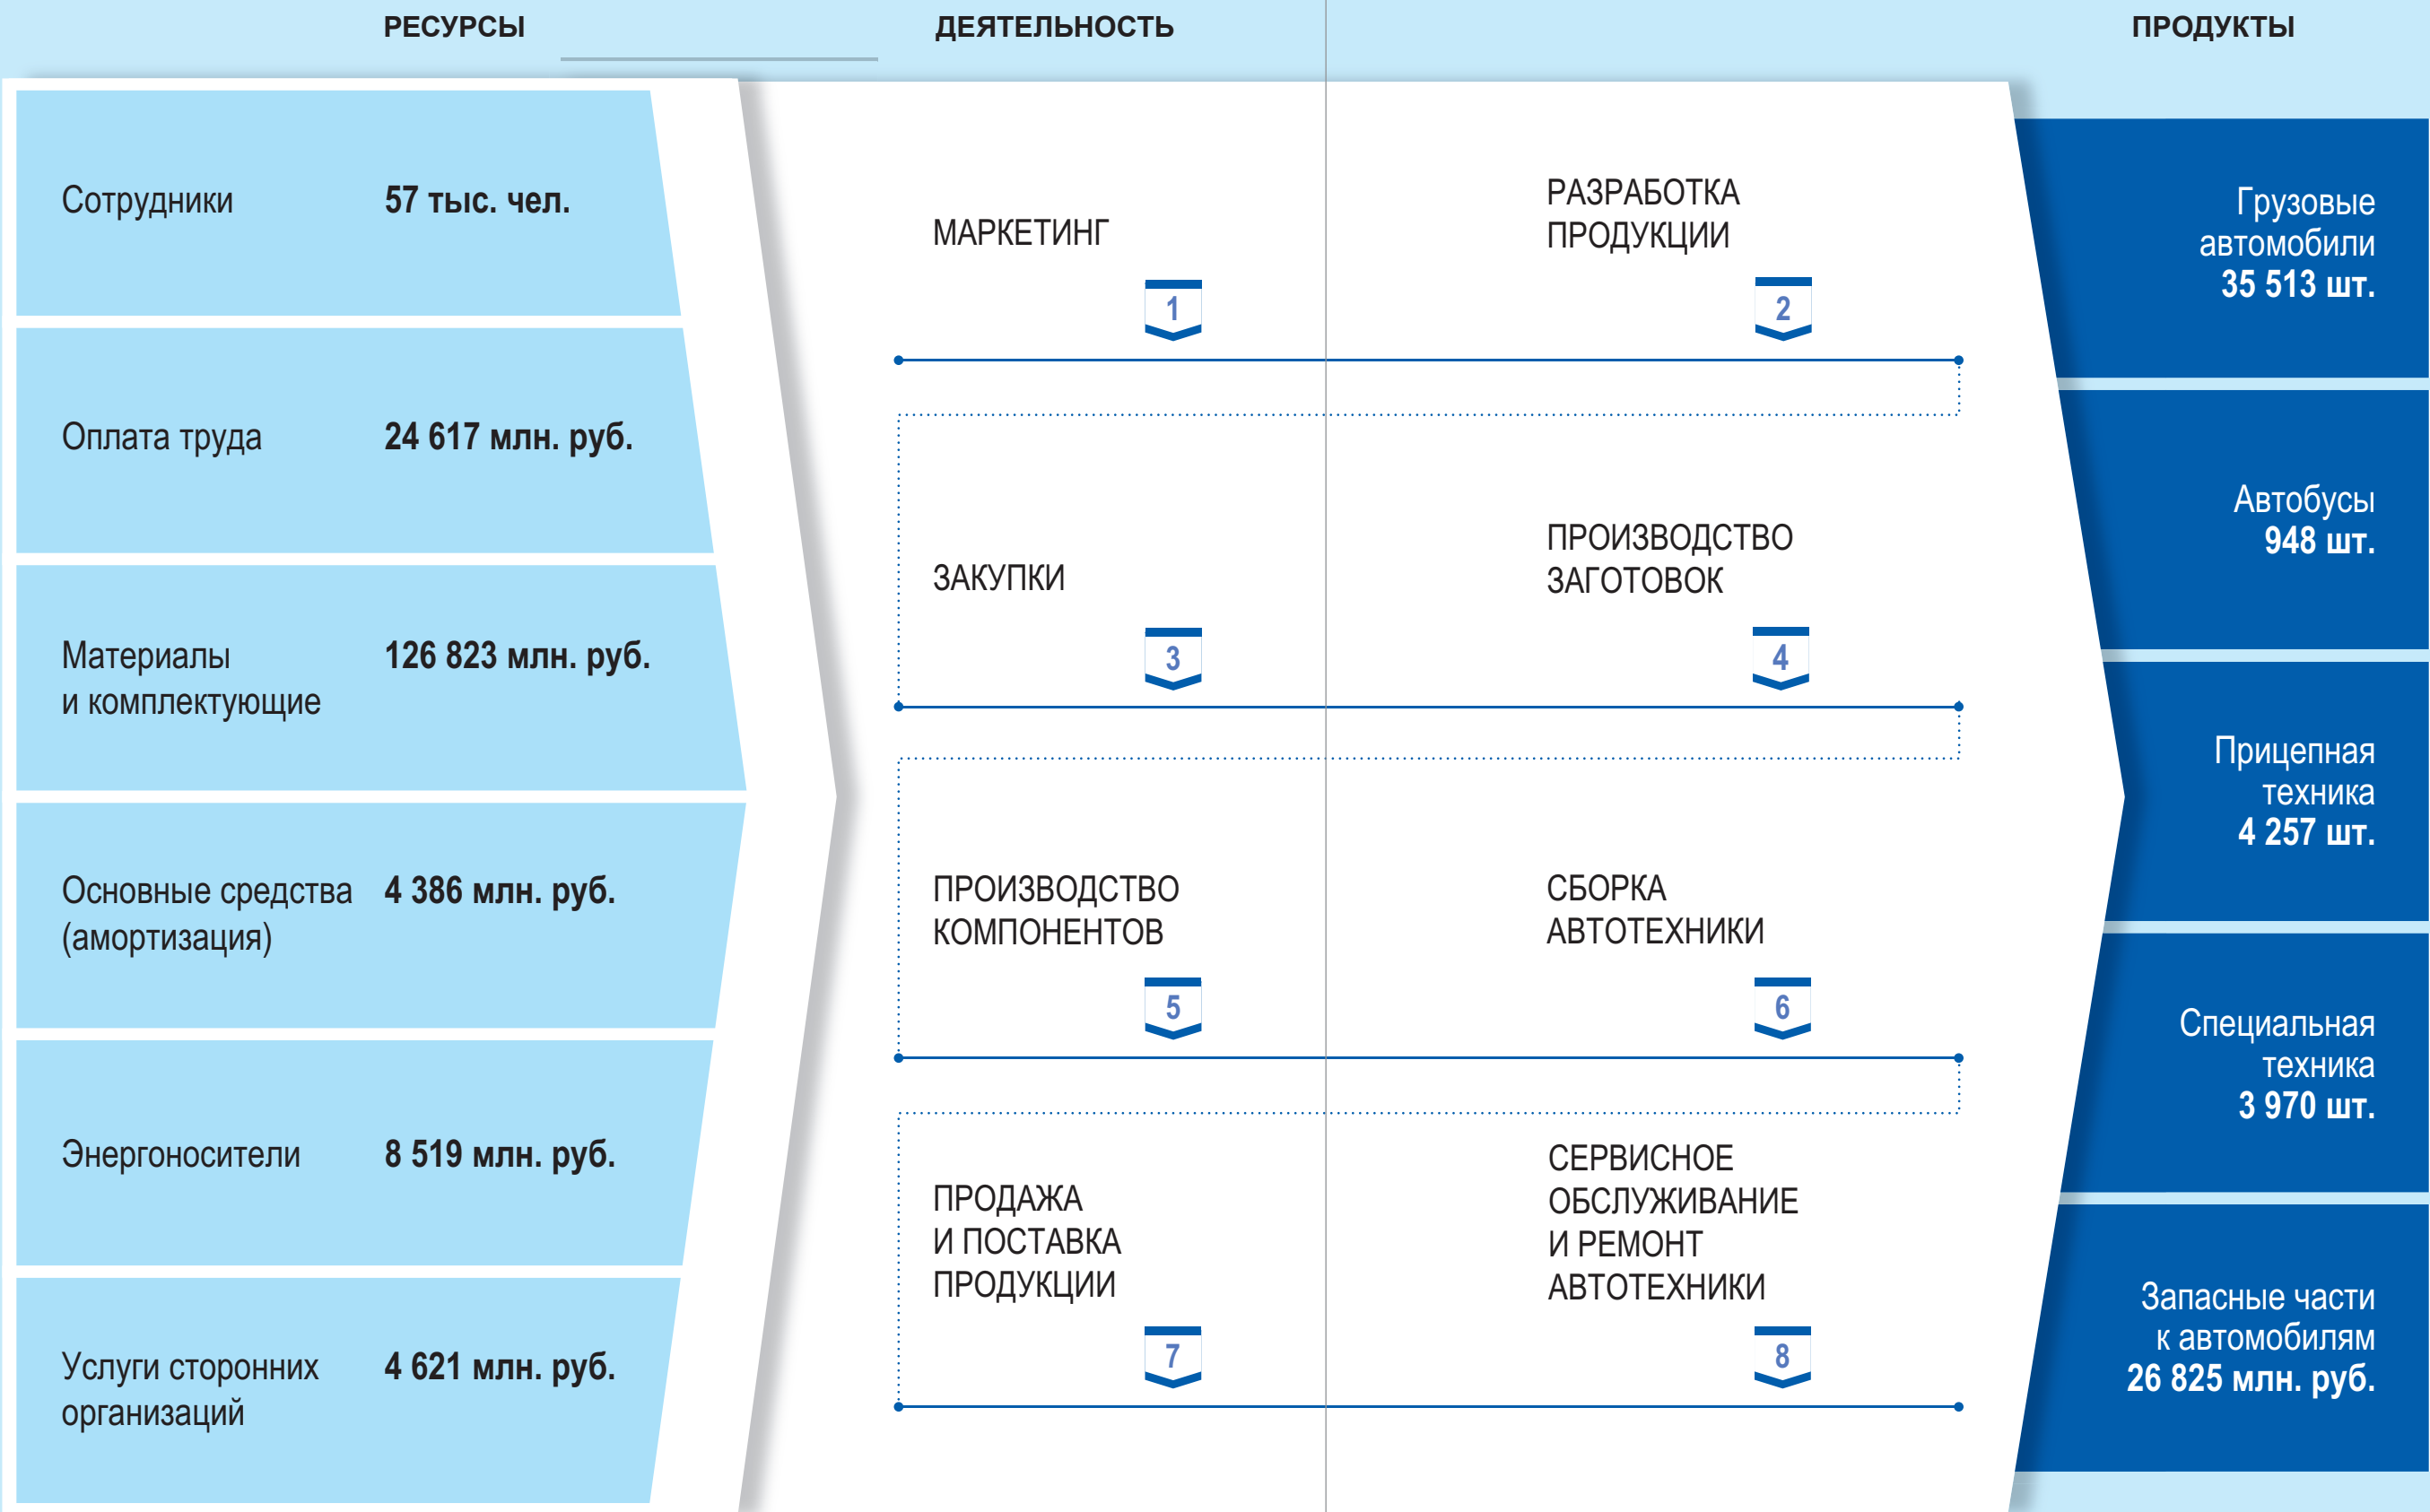 РЕСУРСЫ
ДЕЯТЕЛЬНОСТЬ
ПРОДУКТЫ
Сотрудники 57 тыс. чел.
Оплата труда 24 617 млн. руб.
Материалы 126 823 млн. руб.
и комплектующие
Основные средства 4 386 млн. руб.
(амортизация)
Энергоносители 8 519 млн. руб.
Услуги сторонних 4 621 млн. руб.
организаций
МАРКЕТИНГ
1
РАЗРАБОТКА
ПРОДУКЦИИ
2
ЗАКУПКИ
3
ПРОИЗВОДСТВО
ЗАГОТОВОК
4
ПРОИЗВОДСТВО
КОМПОНЕНТОВ
5
СБОРКА
АВТОТЕХНИКИ
6
ПРОДАЖА
И ПОСТАВКА
ПРОДУКЦИИ
7
СЕРВИСНОЕ
ОБСЛУЖИВАНИЕ
И РЕМОНТ
АВТОТЕХНИКИ
8
Грузовые
автомобили
35 513 шт.
Автобусы
948 шт.
Прицепная
техника
4 257 шт.
Специальная
техника
3 970 шт.
Запасные части
к автомобилям
26 825 млн. руб.